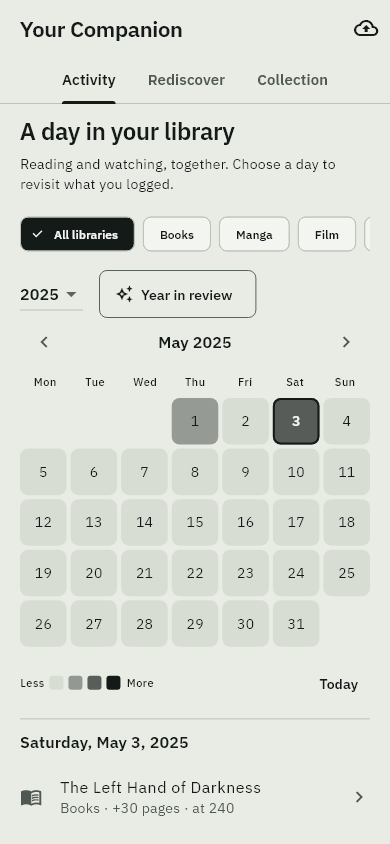 Your Companion
Activity Rediscover Collection
A day in your library
Reading and watching, together. Choose a day to
revisit what you logged.
All libraries Books Manga Film
2025 Year in review
May 2025
Mon Tue Wed Thu Fri Sat Sun
1 2 3 4
5 6 7 8 9 10 11
12 13 14 15 16 17 18
19 20 21 22 23 24 25
26 27 28 29 30 31
Less More Today
Saturday, May 3, 2025
The Left Hand of Darkness
Books · +30 pages · at 240